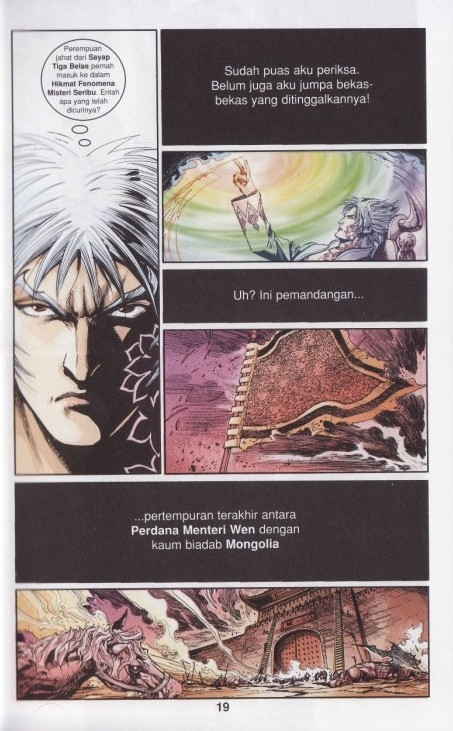 Perempuan
jahat dari Sayap
Tiga Belas pernah
masuk ke dalam
Hikmat Fenomena
Misteri Seribu. Entah
apa yang telah
dicurinya?
Sudah puas aku periksa.
Belum juga aku jumpa bekas-
bekas yang ditinggalkannya!
Uh? Ini pemandangan...
...pertempuran terakhir antara
Perdana Menteri Wen dengan
kaum biadab Mongolia
19